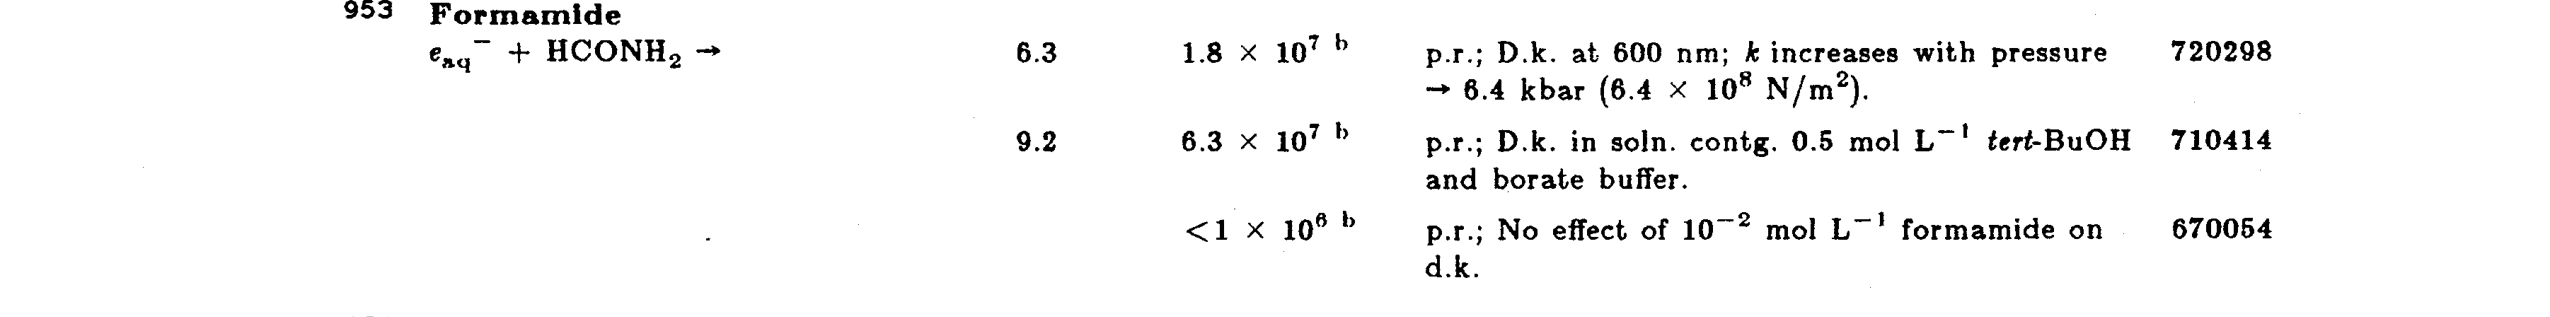 953 Formamide
eaq⁻ + HCONH₂ → 6.3 1.8 × 10⁷ ᵇ p.r.; D.k. at 600 nm; k increases with pressure 720298
→ 6.4 kbar (6.4 × 10⁸ N/m²).
9.2 6.3 × 10⁷ ᵇ p.r.; D.k. in soln. contg. 0.5 mol L⁻¹ tert-BuOH 710414
and borate buffer.
<1 × 10⁶ ᵇ p.r.; No effect of 10⁻² mol L⁻¹ formamide on 670054
d.k.